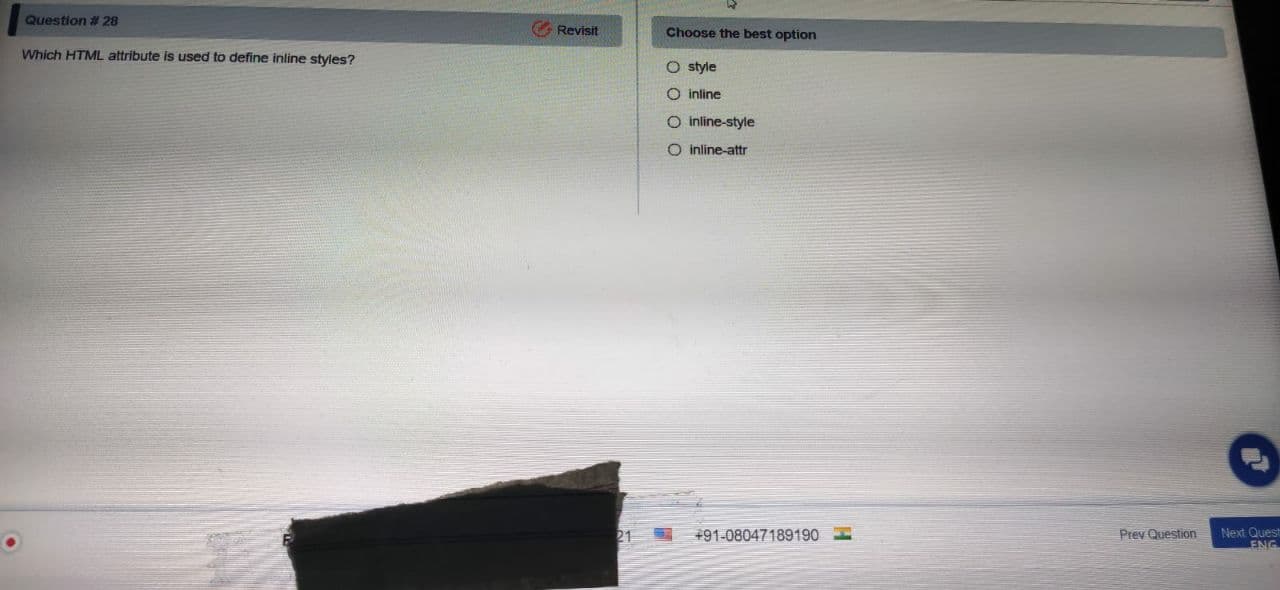 Question # 28
Revisit
Which HTML attribute is used to define inline styles?
Choose the best option
style
inline
inline-style
inline-attr
21
+91-08047189190
Prev Question
Next Quest
ENG